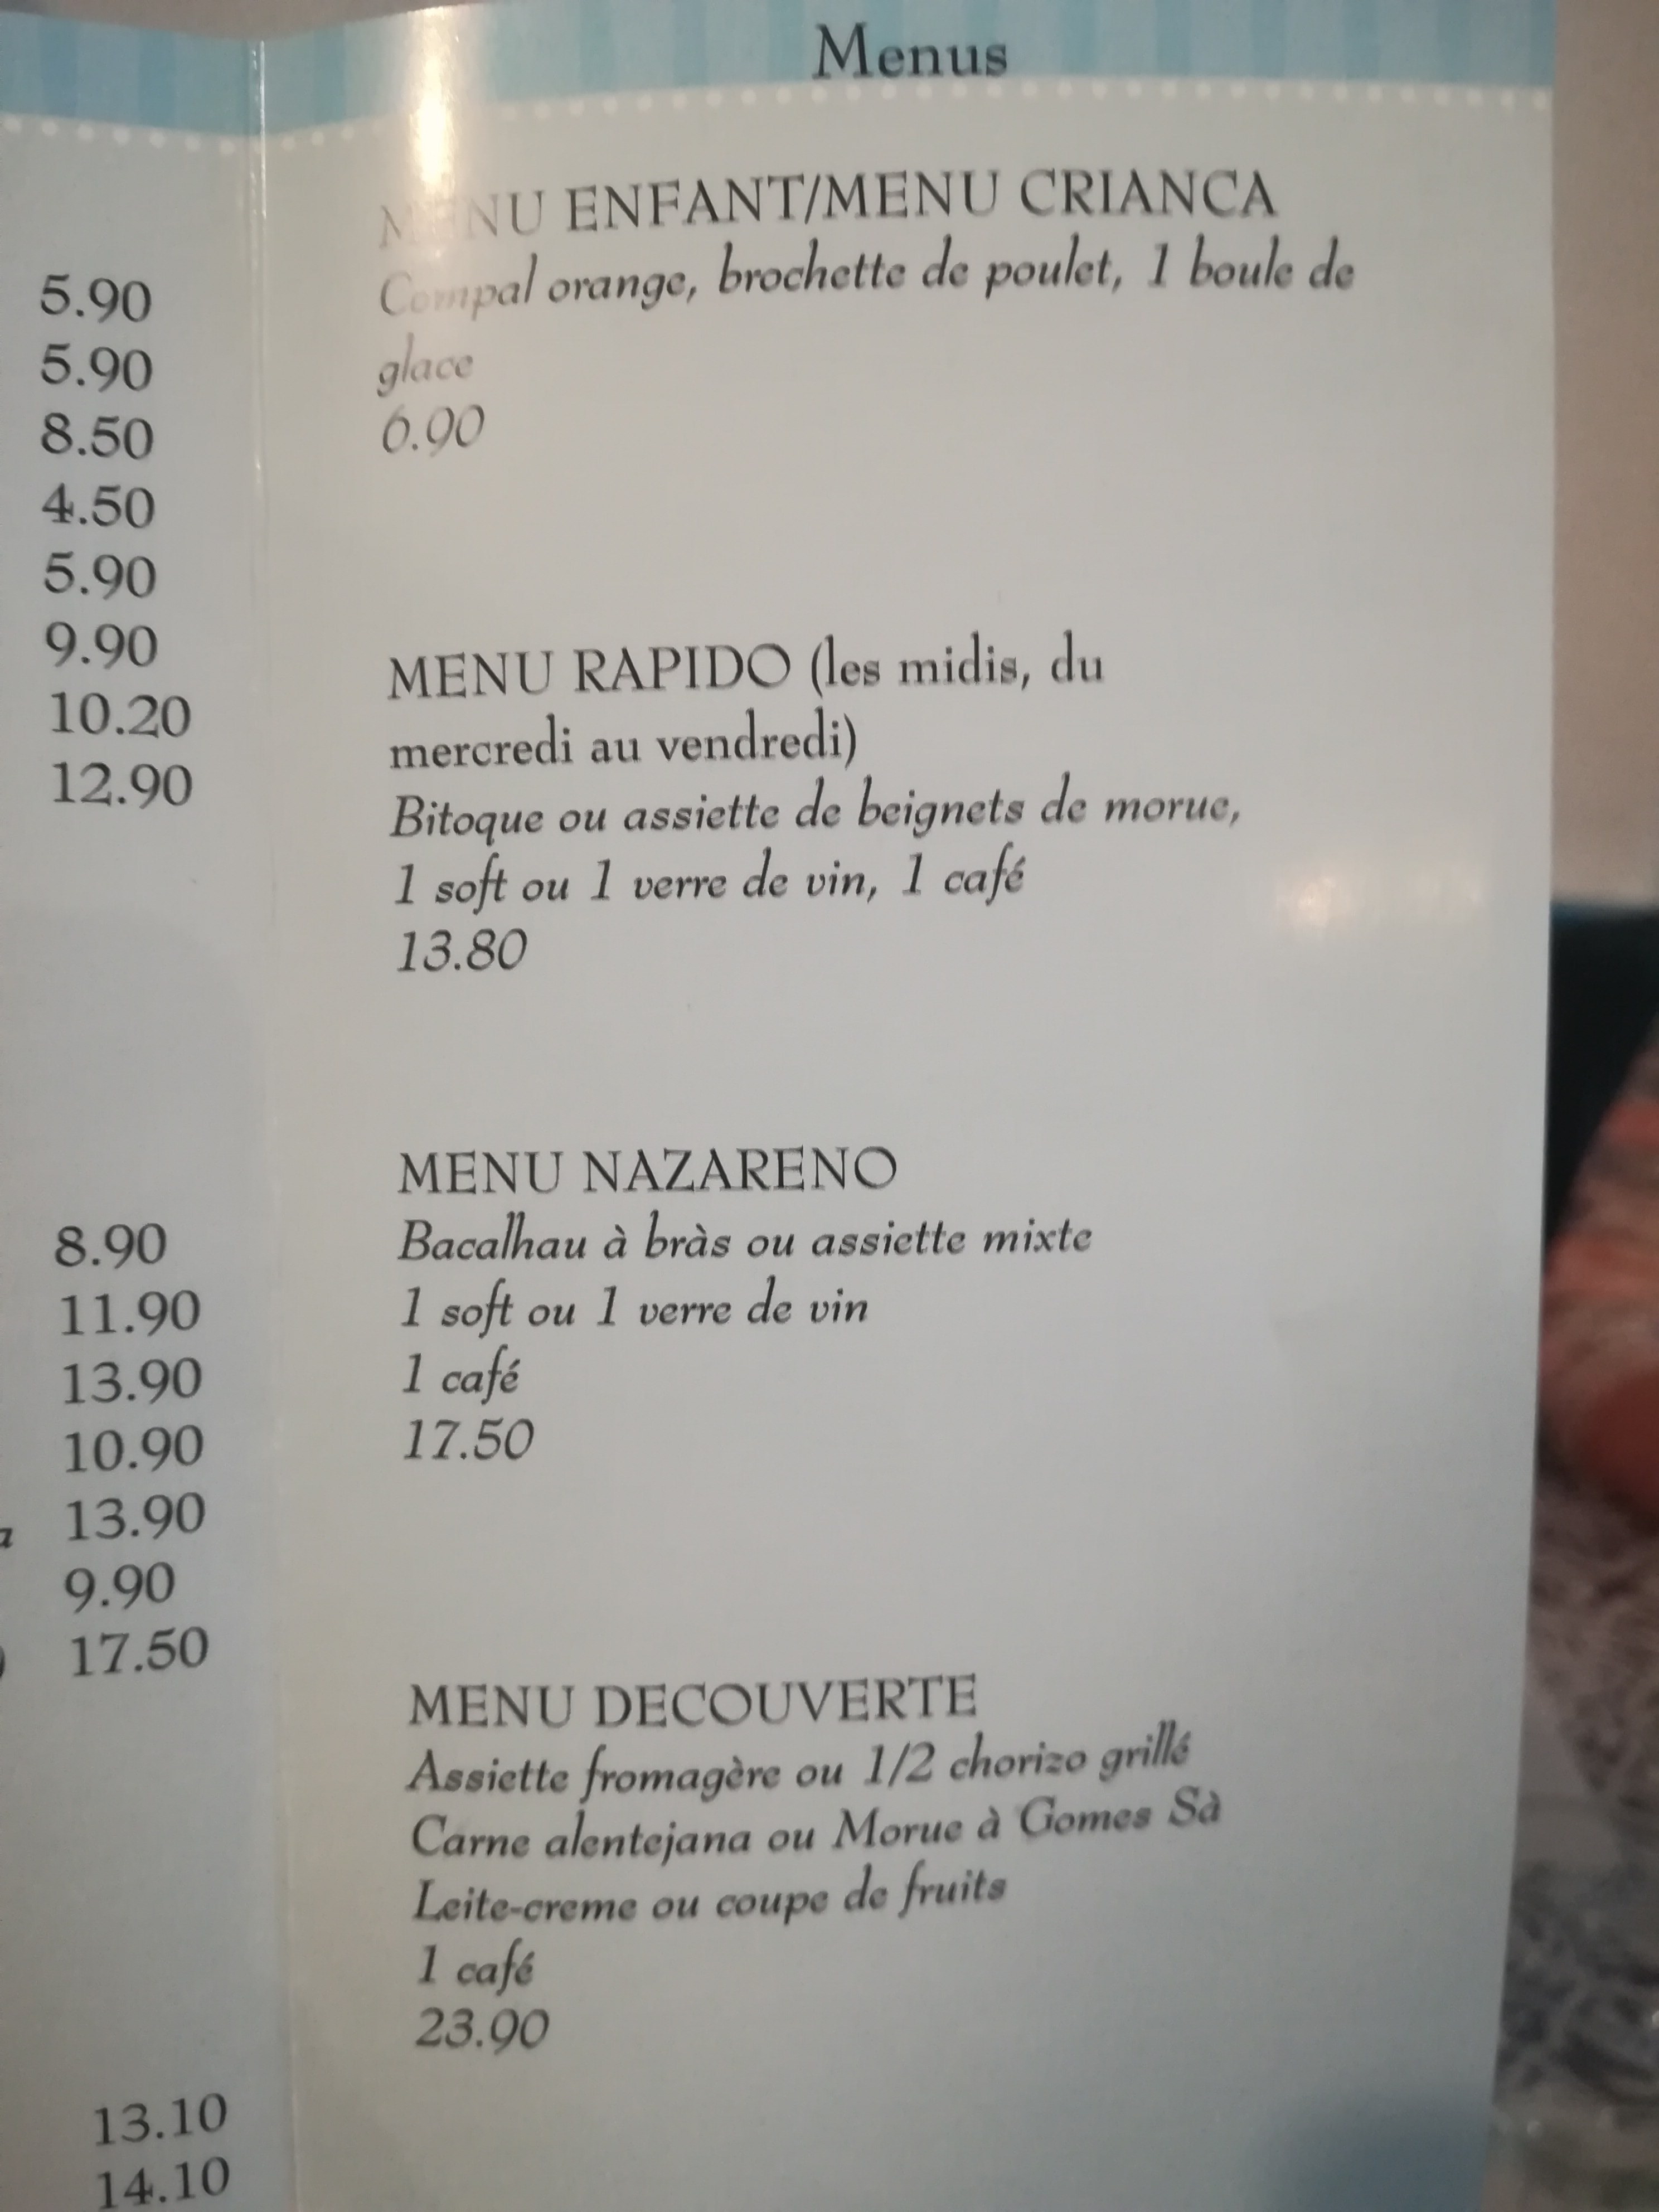 Menus
5.90
5.90
8.50
4.50
5.90
9.90
10.20
12.90
8.90
11.90
13.90
10.90
13.90
9.90
17.50
13.10
14.10
MENU ENFANT/MENU CRIANCA
Compal orange, brochette de poulet, 1 boule de
glace
6.90
MENU RAPIDO (les midis, du
mercredi au vendredi)
Bitoque ou assiette de beignets de morue,
1 soft ou 1 verre de vin, 1 café
13.80
MENU NAZARENO
Bacalhau à bràs ou assiette mixte
1 soft ou 1 verre de vin
1 café
17.50
MENU DECOUVERTE
Assiette fromagère ou 1/2 chorizo grillé
Carne alentejana ou Morue à Gomes Sà
Leite-creme ou coupe de fruits
1 café
23.90